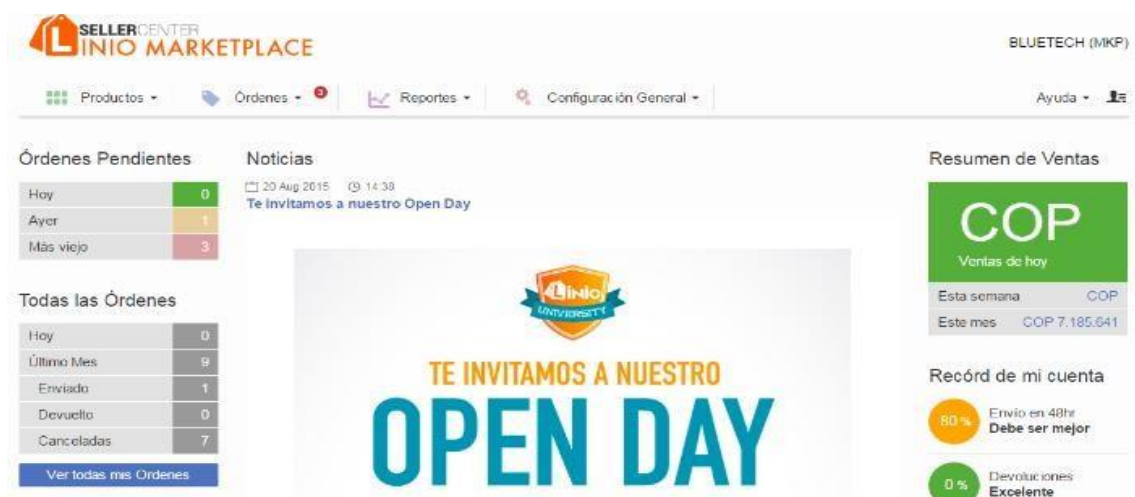 SELLERCENTER
LINIO MARKETPLACE
BLUETECH (MKP)
Productos
Órdenes
3
Reportes
Configuración General
Ayuda
Órdenes Pendientes
Hoy 0
Ayer 1
Más viejo 3
Todas las Órdenes
Hoy 0
Último Mes 9
Enviado 1
Devuelto 0
Canceladas 7
Ver todas mis Ordenes
Noticias
20 Aug 2015 14:38
Te invitamos a nuestro Open Day
LINIO
UNIVERSITY
TE INVITAMOS A NUESTRO
OPEN DAY
Resumen de Ventas
COP
Ventas de hoy
Esta semana COP
Este mes COP 7.185.641
Recórd de mi cuenta
80 % Envío en 48hr
Debe ser mejor
0 % Devoluciones
Excelente